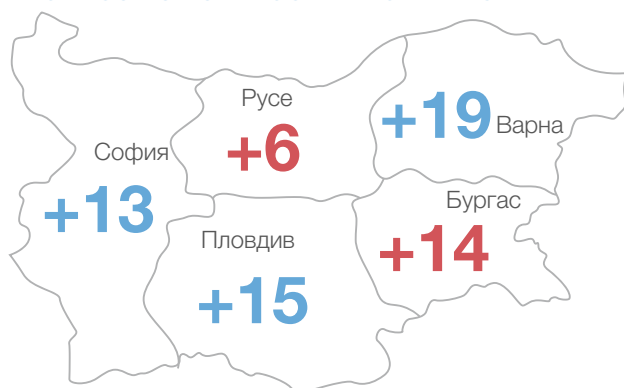 Русе
+6
+19 Варна
София
+13
Бургас
+14
Пловдив
+15